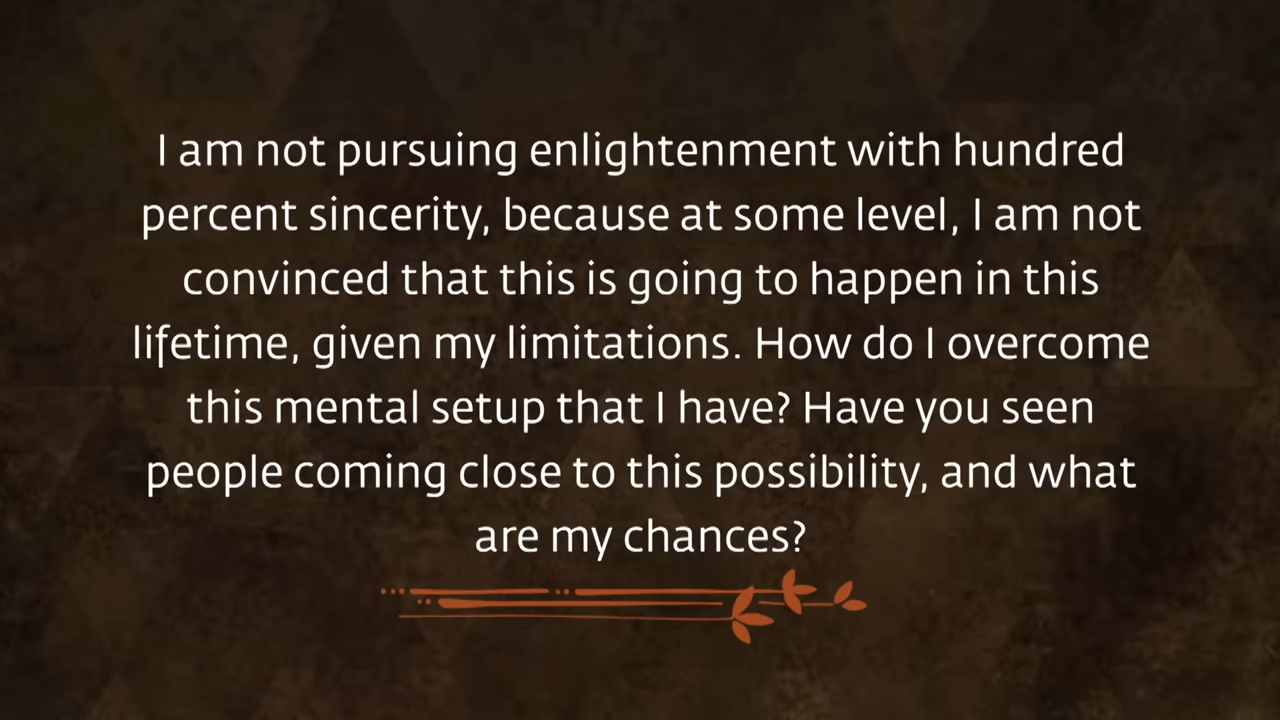 I am not pursuing enlightenment with hundred
percent sincerity, because at some level, I am not
convinced that this is going to happen in this
lifetime, given my limitations. How do I overcome
this mental setup that I have? Have you seen
people coming close to this possibility, and what
are my chances?